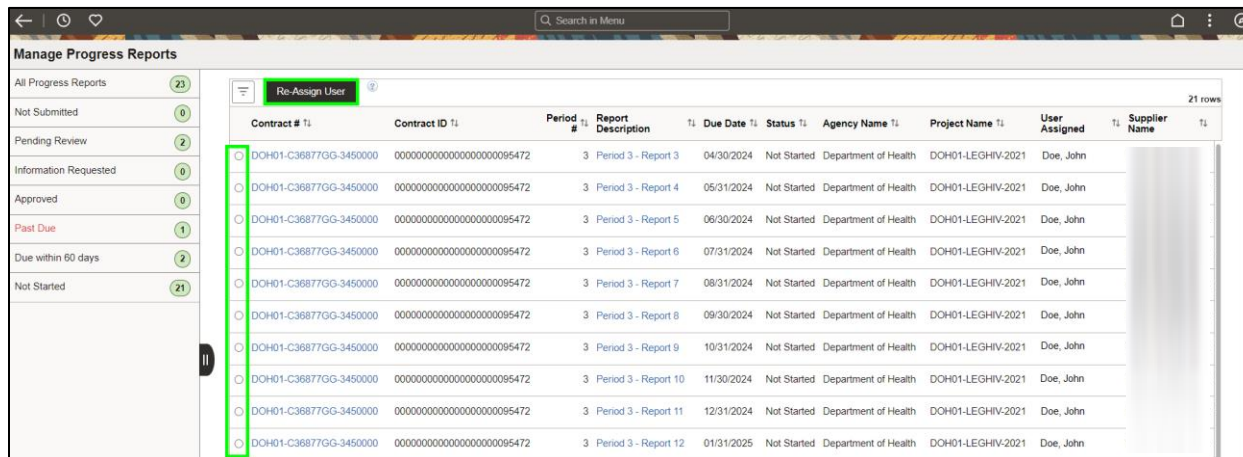 Search in Menu
Manage Progress Reports
All Progress Reports 23
Not Submitted 0
Pending Review 2
Information Requested 0
Approved 0
Past Due 1
Due within 60 days 2
Not Started 21
Re-Assign User
21 rows
Contract # Contract ID Period # Report Description Due Date Status Agency Name Project Name User Assigned Supplier Name
DOH01-C36877GG-3450000 0000000000000000000095472 3 Period 3 - Report 3 04/30/2024 Not Started Department of Health DOH01-LEGHIV-2021 Doe, John
DOH01-C36877GG-3450000 0000000000000000000095472 3 Period 3 - Report 4 05/31/2024 Not Started Department of Health DOH01-LEGHIV-2021 Doe, John
DOH01-C36877GG-3450000 0000000000000000000095472 3 Period 3 - Report 5 06/30/2024 Not Started Department of Health DOH01-LEGHIV-2021 Doe, John
DOH01-C36877GG-3450000 0000000000000000000095472 3 Period 3 - Report 6 07/31/2024 Not Started Department of Health DOH01-LEGHIV-2021 Doe, John
DOH01-C36877GG-3450000 0000000000000000000095472 3 Period 3 - Report 7 08/31/2024 Not Started Department of Health DOH01-LEGHIV-2021 Doe, John
DOH01-C36877GG-3450000 0000000000000000000095472 3 Period 3 - Report 8 09/30/2024 Not Started Department of Health DOH01-LEGHIV-2021 Doe, John
DOH01-C36877GG-3450000 0000000000000000000095472 3 Period 3 - Report 9 10/31/2024 Not Started Department of Health DOH01-LEGHIV-2021 Doe, John
DOH01-C36877GG-3450000 0000000000000000000095472 3 Period 3 - Report 10 11/30/2024 Not Started Department of Health DOH01-LEGHIV-2021 Doe, John
DOH01-C36877GG-3450000 0000000000000000000095472 3 Period 3 - Report 11 12/31/2024 Not Started Department of Health DOH01-LEGHIV-2021 Doe, John
DOH01-C36877GG-3450000 0000000000000000000095472 3 Period 3 - Report 12 01/31/2025 Not Started Department of Health DOH01-LEGHIV-2021 Doe, John